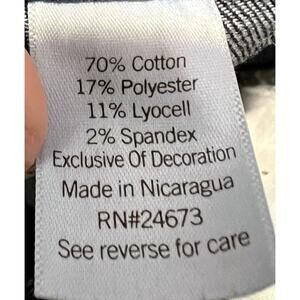 70% Cotton
17% Polyester
11% Lyocell
2% Spandex
Exclusive Of Decoration
Made in Nicaragua
RN#24673
See reverse for care